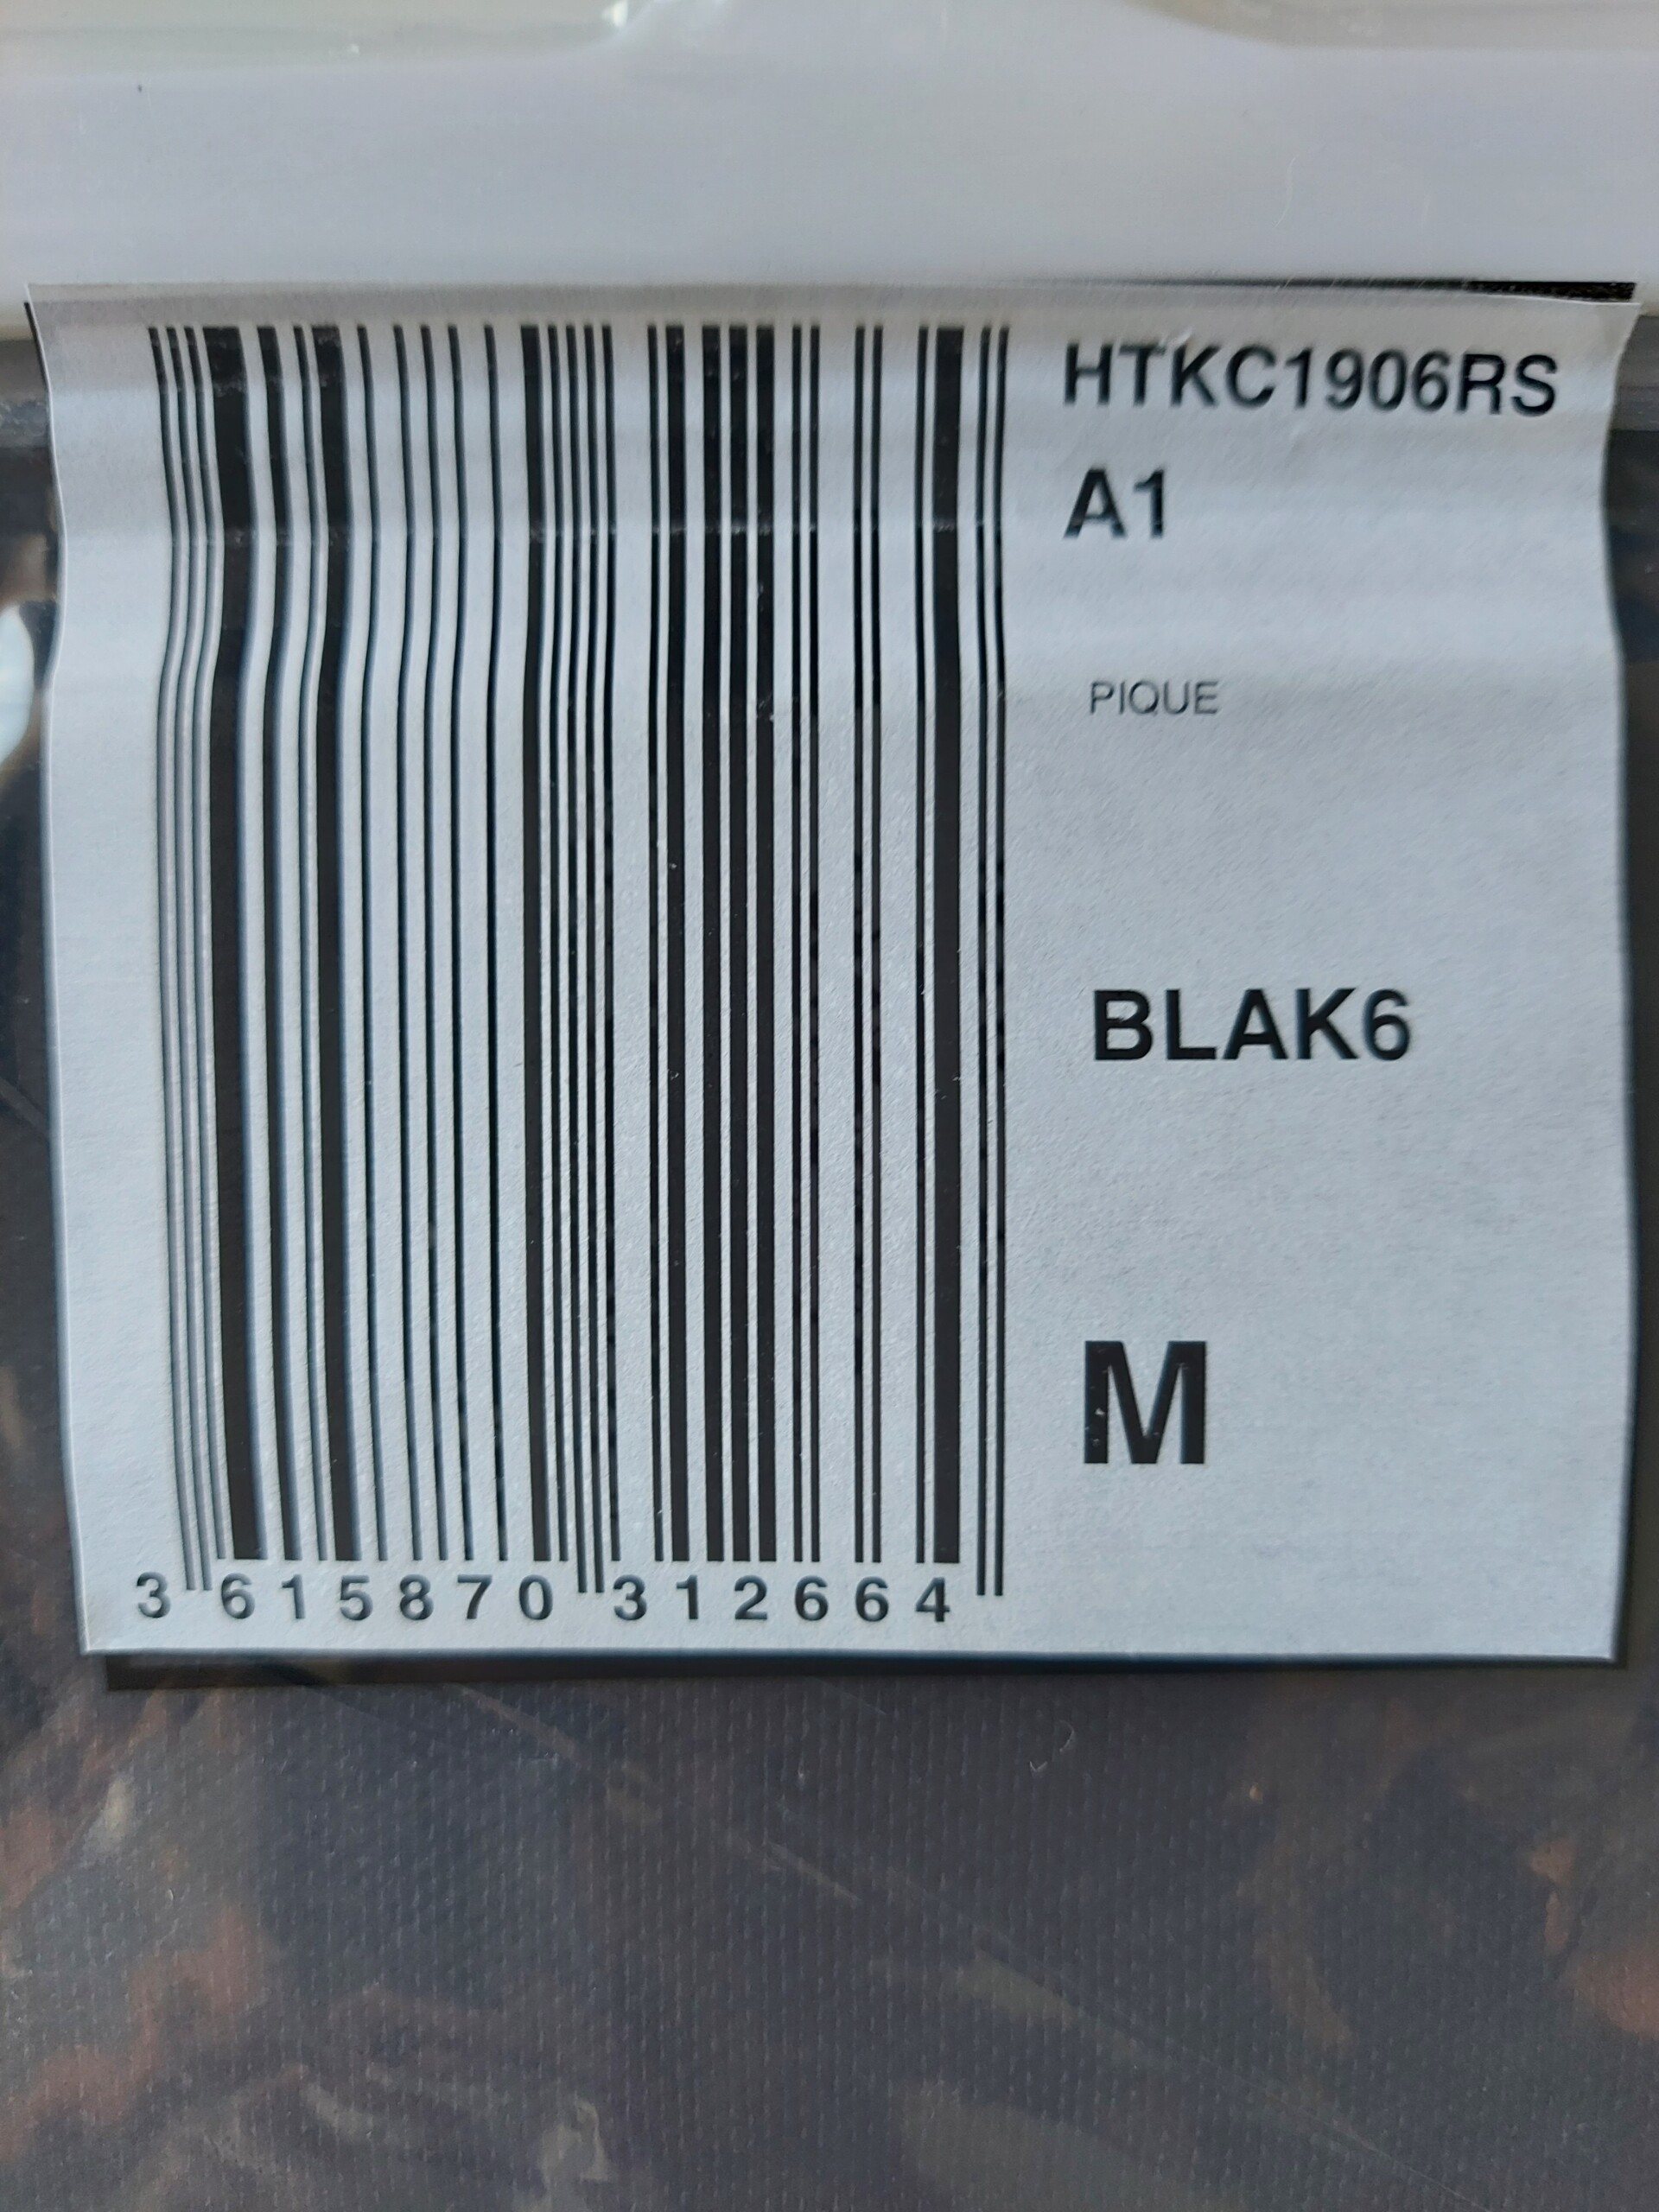 HTKC1906RS
A1
PIQUE
BLAK6
M
3 615870 312664